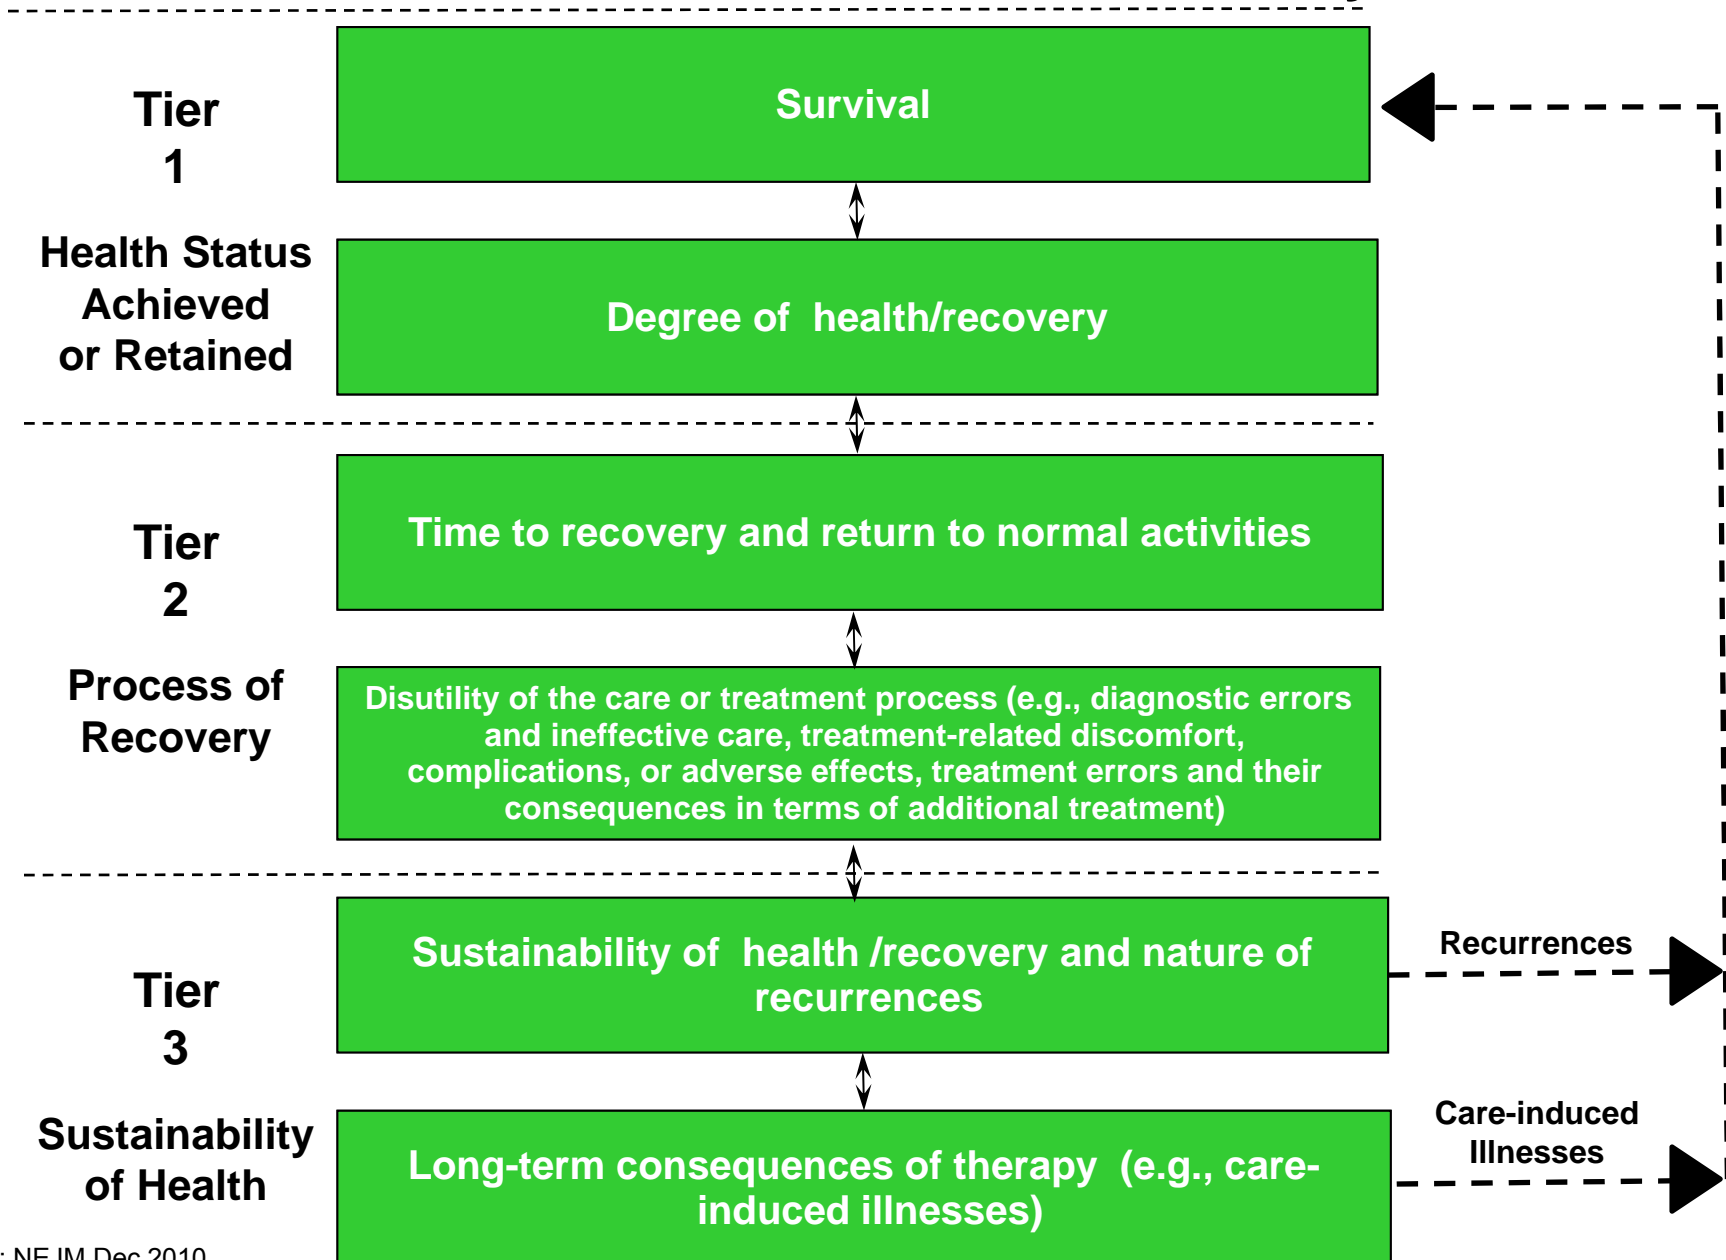 Tier
1
Health Status
Achieved
or Retained
Survival
Degree of health/recovery
Tier
2
Process of
Recovery
Time to recovery and return to normal activities
Disutility of the care or treatment process (e.g., diagnostic errors
and ineffective care, treatment-related discomfort,
complications, or adverse effects, treatment errors and their
consequences in terms of additional treatment)
Tier
3
Sustainability
of Health
Sustainability of health /recovery and nature of
recurrences
Recurrences
Long-term consequences of therapy (e.g., care-
induced illnesses)
Care-induced
Illnesses
: NEJM Dec 2010